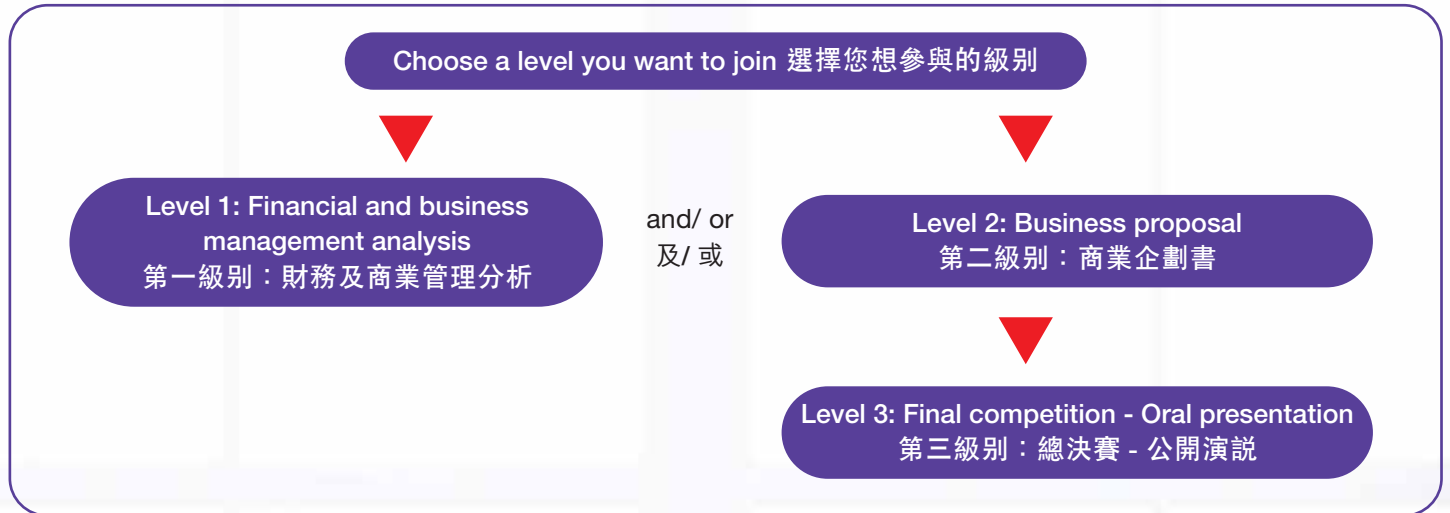 Choose a level you want to join 選擇您想參與的級別
Level 1: Financial and business
management analysis
第一級別：財務及商業管理分析
and/ or
及/ 或
Level 2: Business proposal
第二級別：商業企劃書
Level 3: Final competition - Oral presentation
第三級別：總決賽 - 公開演説